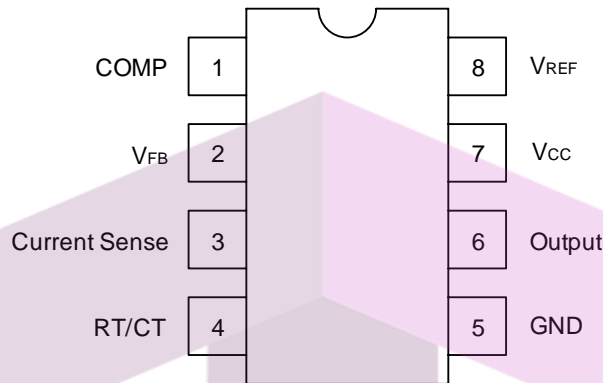 COMP 1 8 VREF
VFB 2 7 VCC
Current Sense 3 6 Output
RT/CT 4 5 GND